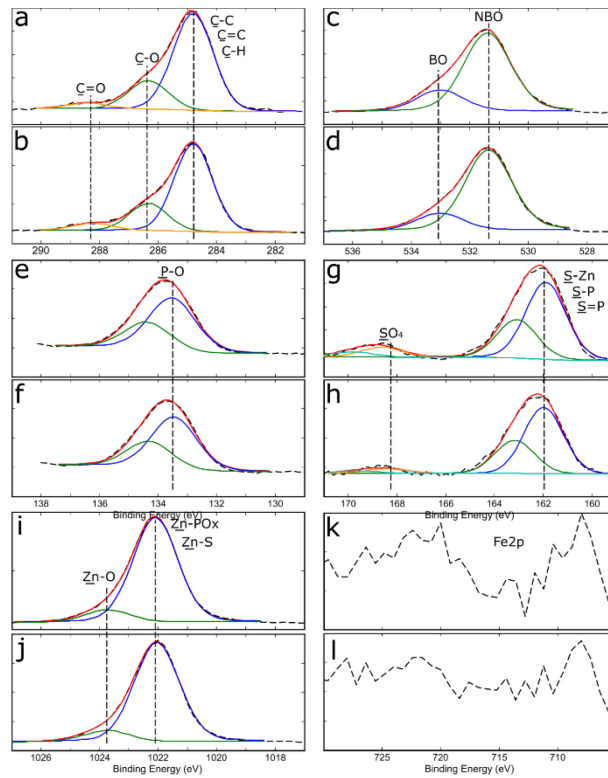 a
C-C
C=C
C-H
C-O
C=O
b
290 288 286 284 282
c
NBO
BO
d
536 534 532 530 528
e
P-O
f
138 136 134 132 130
Binding Energy (eV)
g
S-Zn
S-P
S=P
SO₄
h
170 168 166 164 162 160
Binding Energy (eV)
i
Zn-POx
Zn-S
Zn-O
j
1026 1024 1022 1020 1018
Binding Energy (eV)
k
Fe2p
l
725 720 715 710
Binding Energy (eV)